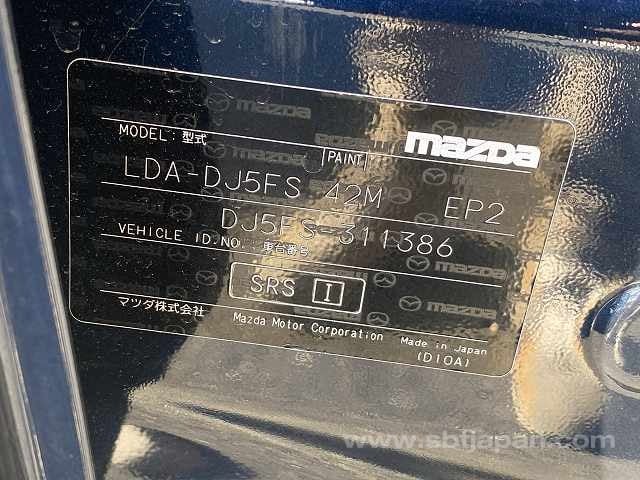 mazda
MODEL: 型式
PAINT
LDA-DJ5FS 42M EP2
DJ5FS-311386
VEHICLE ID.NO. 車台番号
SRS I
マツダ株式会社 Mazda Motor Corporation Made in Japan
(D10A)
www.sbtjapan.com